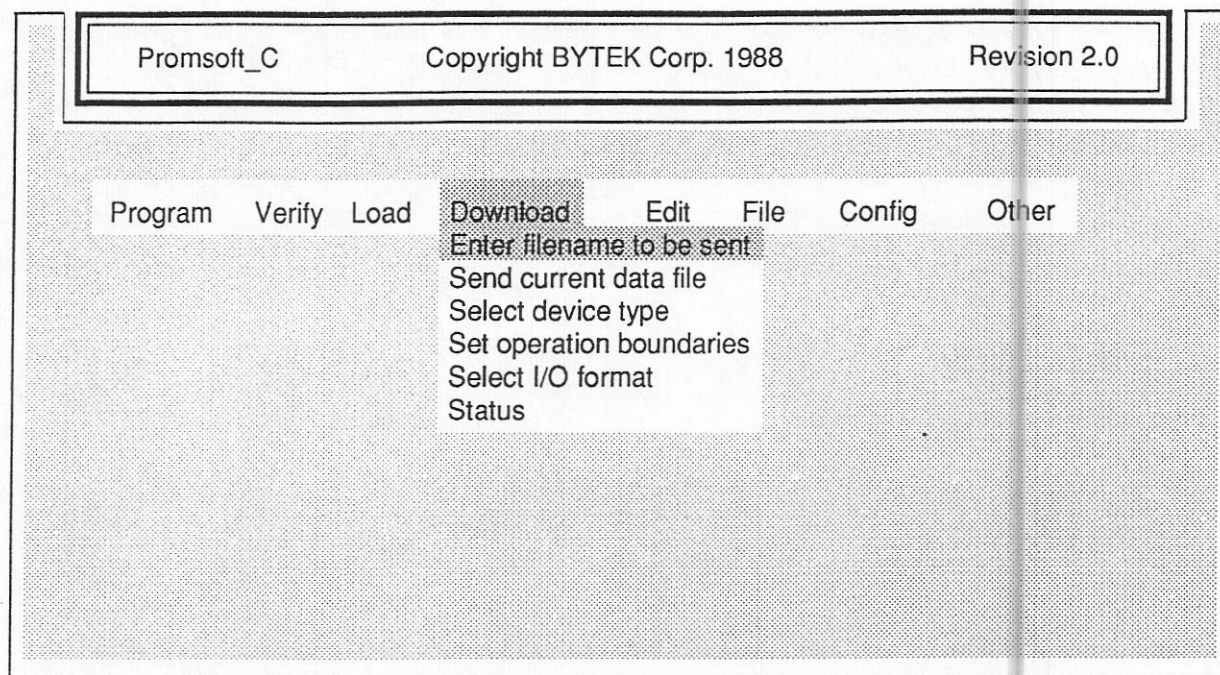 Promsoft_C Copyright BYTEK Corp. 1988 Revision 2.0
Program Verify Load Download Edit File Config Other
Enter filename to be sent
Send current data file
Select device type
Set operation boundaries
Select I/O format
Status